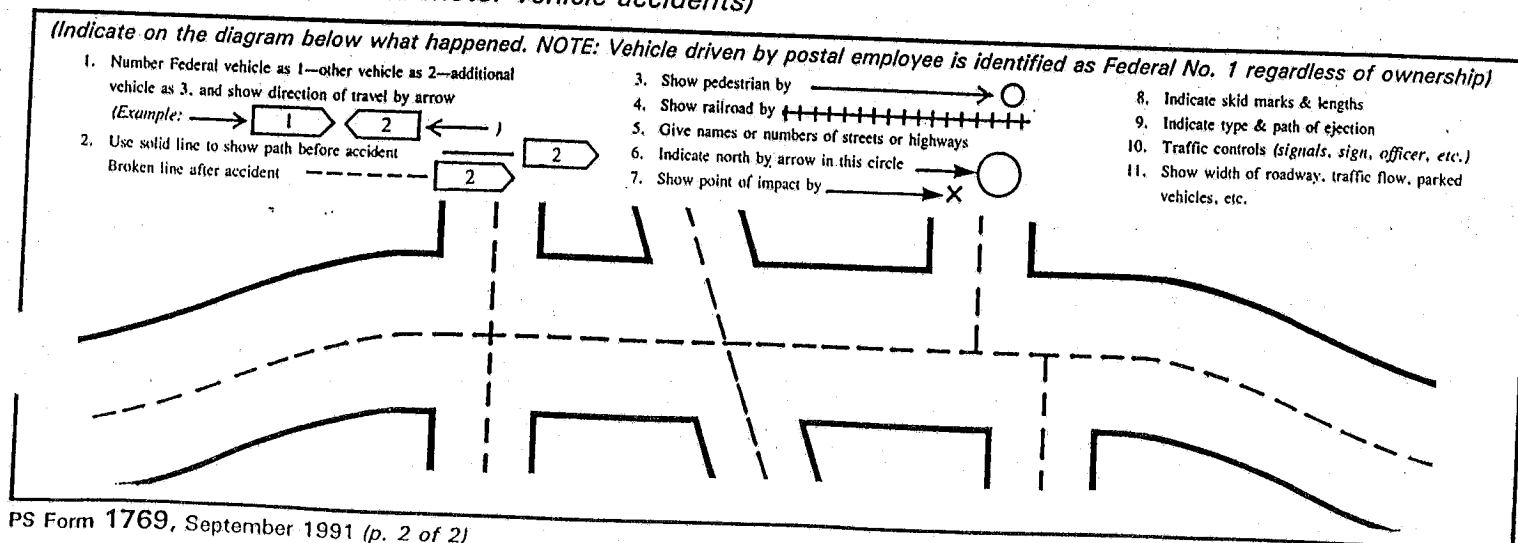 vehicle accidents)
(Indicate on the diagram below what happened. NOTE: Vehicle driven by postal employee is identified as Federal No. 1 regardless of ownership)
1. Number Federal vehicle as 1—other vehicle as 2—additional
vehicle as 3, and show direction of travel by arrow
(Example: 1 2 )
2. Use solid line to show path before accident 2
Broken line after accident 2
3. Show pedestrian by
4. Show railroad by
5. Give names or numbers of streets or highways
6. Indicate north by arrow in this circle
7. Show point of impact by X
8. Indicate skid marks & lengths
9. Indicate type & path of ejection
10. Traffic controls (signals, sign, officer, etc.)
11. Show width of roadway, traffic flow, parked
vehicles, etc.
PS Form 1769, September 1991 (p. 2 of 2)